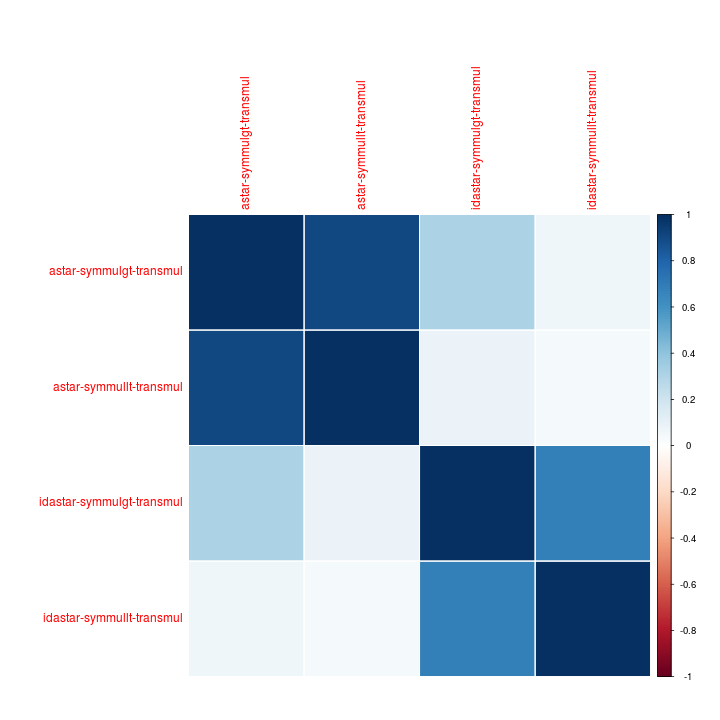 astar-symmulgt-transmul
astar-symmullt-transmul
idastar-symmulgt-transmul
idastar-symmullt-transmul
astar-symmulgt-transmul
astar-symmullt-transmul
idastar-symmulgt-transmul
idastar-symmullt-transmul
1
0.8
0.6
0.4
0.2
0
-0.2
-0.4
-0.6
-0.8
-1